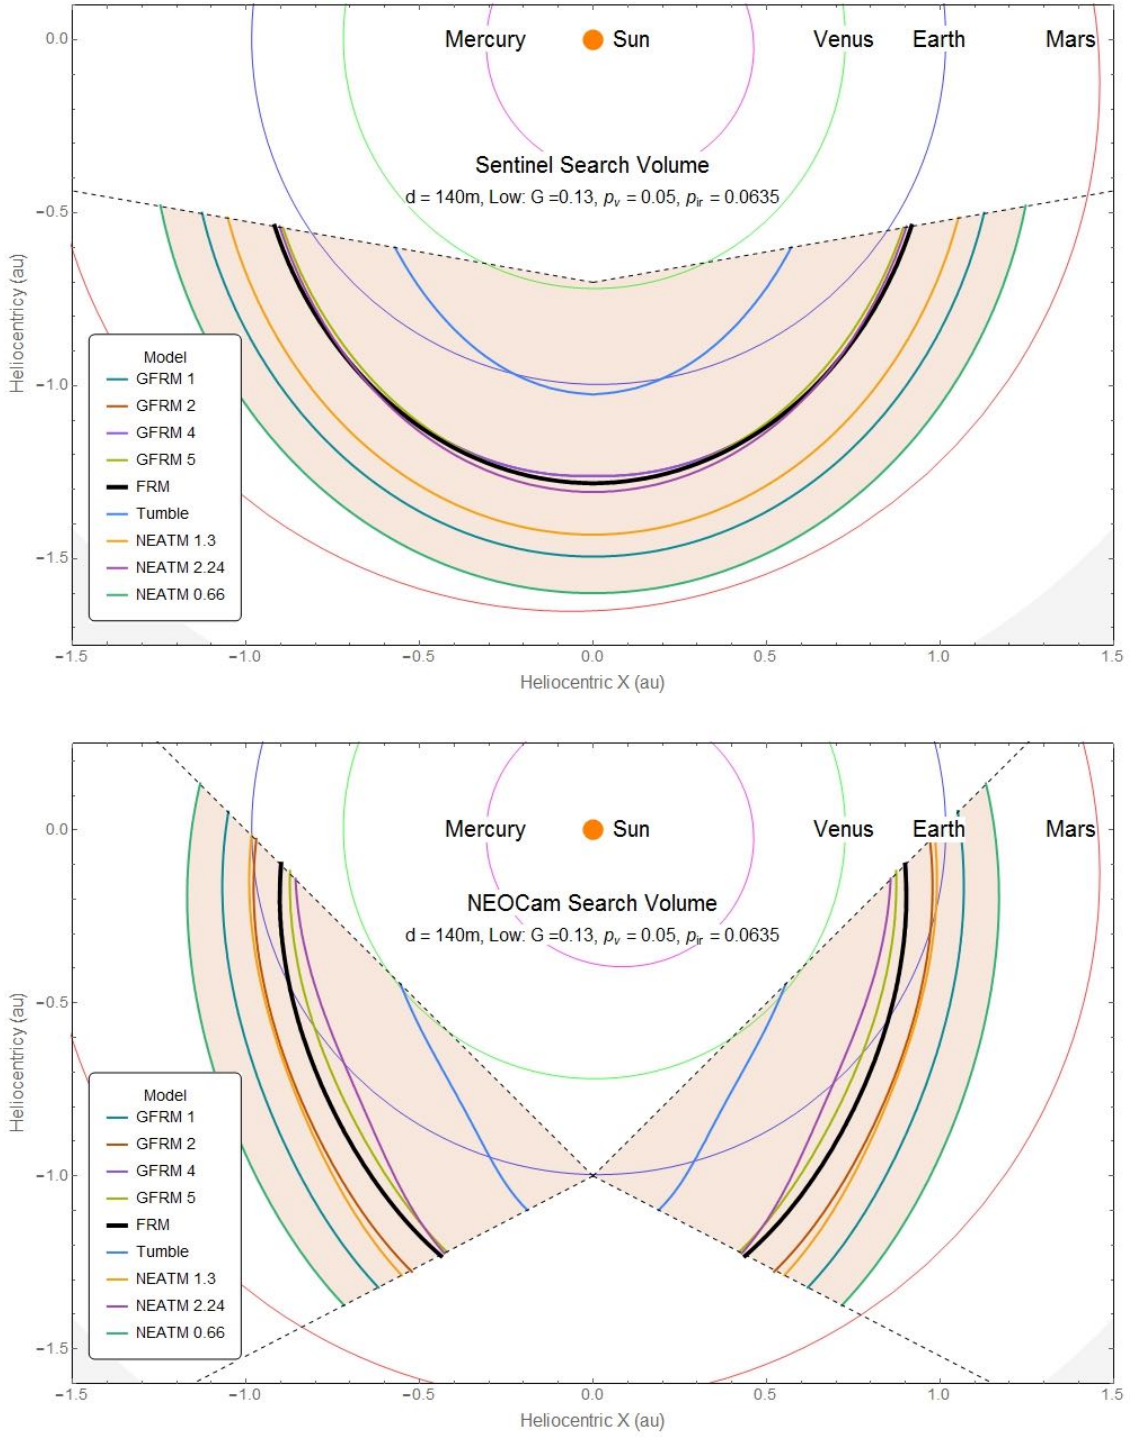 0.0
Mercury
Sun
Venus
Earth
Mars
Sentinel Search Volume
d = 140m, Low: G =0.13, pv = 0.05, pir = 0.0635
−0.5
Heliocentricy (au)
Model
GFRM 1
−1.0
GFRM 2
GFRM 4
GFRM 5
FRM
Tumble
NEATM 1.3
−1.5
NEATM 2.24
NEATM 0.66
−1.5
−1.0
−0.5
0.0
0.5
1.0
1.5
Heliocentric X (au)
0.0
Mercury
Sun
Venus
Earth
Mars
NEOCam Search Volume
d = 140m, Low: G =0.13, pv = 0.05, pir = 0.0635
−0.5
Heliocentricy (au)
Model
GFRM 1
GFRM 2
−1.0
GFRM 4
GFRM 5
FRM
Tumble
NEATM 1.3
NEATM 2.24
NEATM 0.66
−1.5
−1.5
−1.0
−0.5
0.0
0.5
1.0
1.5
Heliocentric X (au)